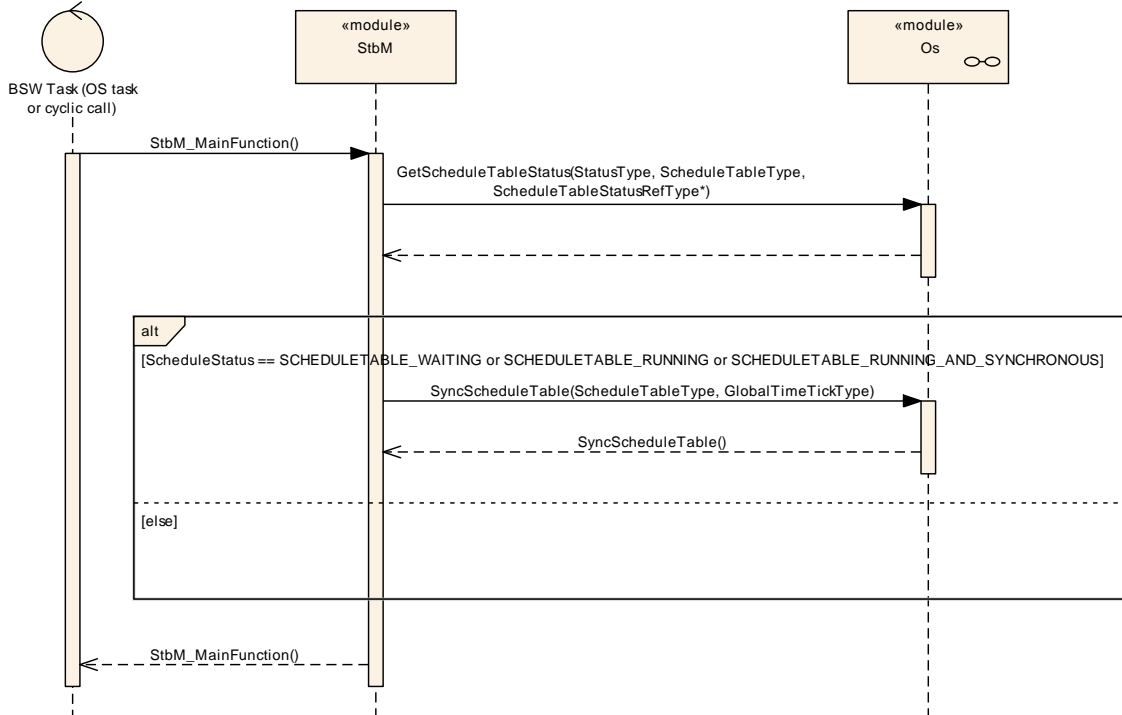 «module»
StbM
«module»
Os
BSW Task (OS task
or cyclic call)
StbM_MainFunction()
GetScheduleTableStatus(StatusType, ScheduleTableType,
ScheduleTableStatusRefType*)
alt
[ScheduleStatus == SCHEDULETABLE_WAITING or SCHEDULETABLE_RUNNING or SCHEDULETABLE_RUNNING_AND_SYNCHRONOUS]
SyncScheduleTable(ScheduleTableType, GlobalTimeTickType)
SyncScheduleTable()
[else]
StbM_MainFunction()